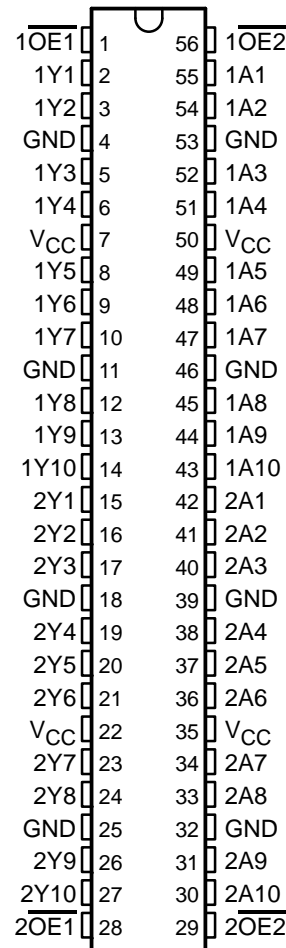 1OE1 1 56 1OE2
1Y1 2 55 1A1
1Y2 3 54 1A2
GND 4 53 GND
1Y3 5 52 1A3
1Y4 6 51 1A4
VCC 7 50 VCC
1Y5 8 49 1A5
1Y6 9 48 1A6
1Y7 10 47 1A7
GND 11 46 GND
1Y8 12 45 1A8
1Y9 13 44 1A9
1Y10 14 43 1A10
2Y1 15 42 2A1
2Y2 16 41 2A2
2Y3 17 40 2A3
GND 18 39 GND
2Y4 19 38 2A4
2Y5 20 37 2A5
2Y6 21 36 2A6
VCC 22 35 VCC
2Y7 23 34 2A7
2Y8 24 33 2A8
GND 25 32 GND
2Y9 26 31 2A9
2Y10 27 30 2A10
2OE1 28 29 2OE2